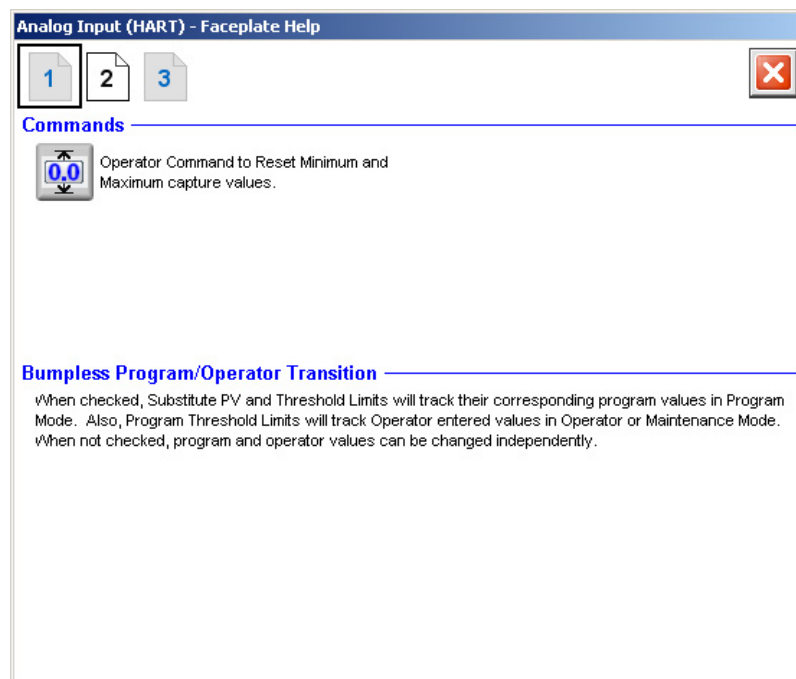 Analog Input (HART) - Faceplate Help
1 2 3
Commands
0.0
Operator Command to Reset Minimum and
Maximum capture values.
Bumpless Program/Operator Transition
When checked, Substitute PV and Threshold Limits will track their corresponding program values in Program
Mode. Also, Program Threshold Limits will track Operator entered values in Operator or Maintenance Mode.
When not checked, program and operator values can be changed independently.